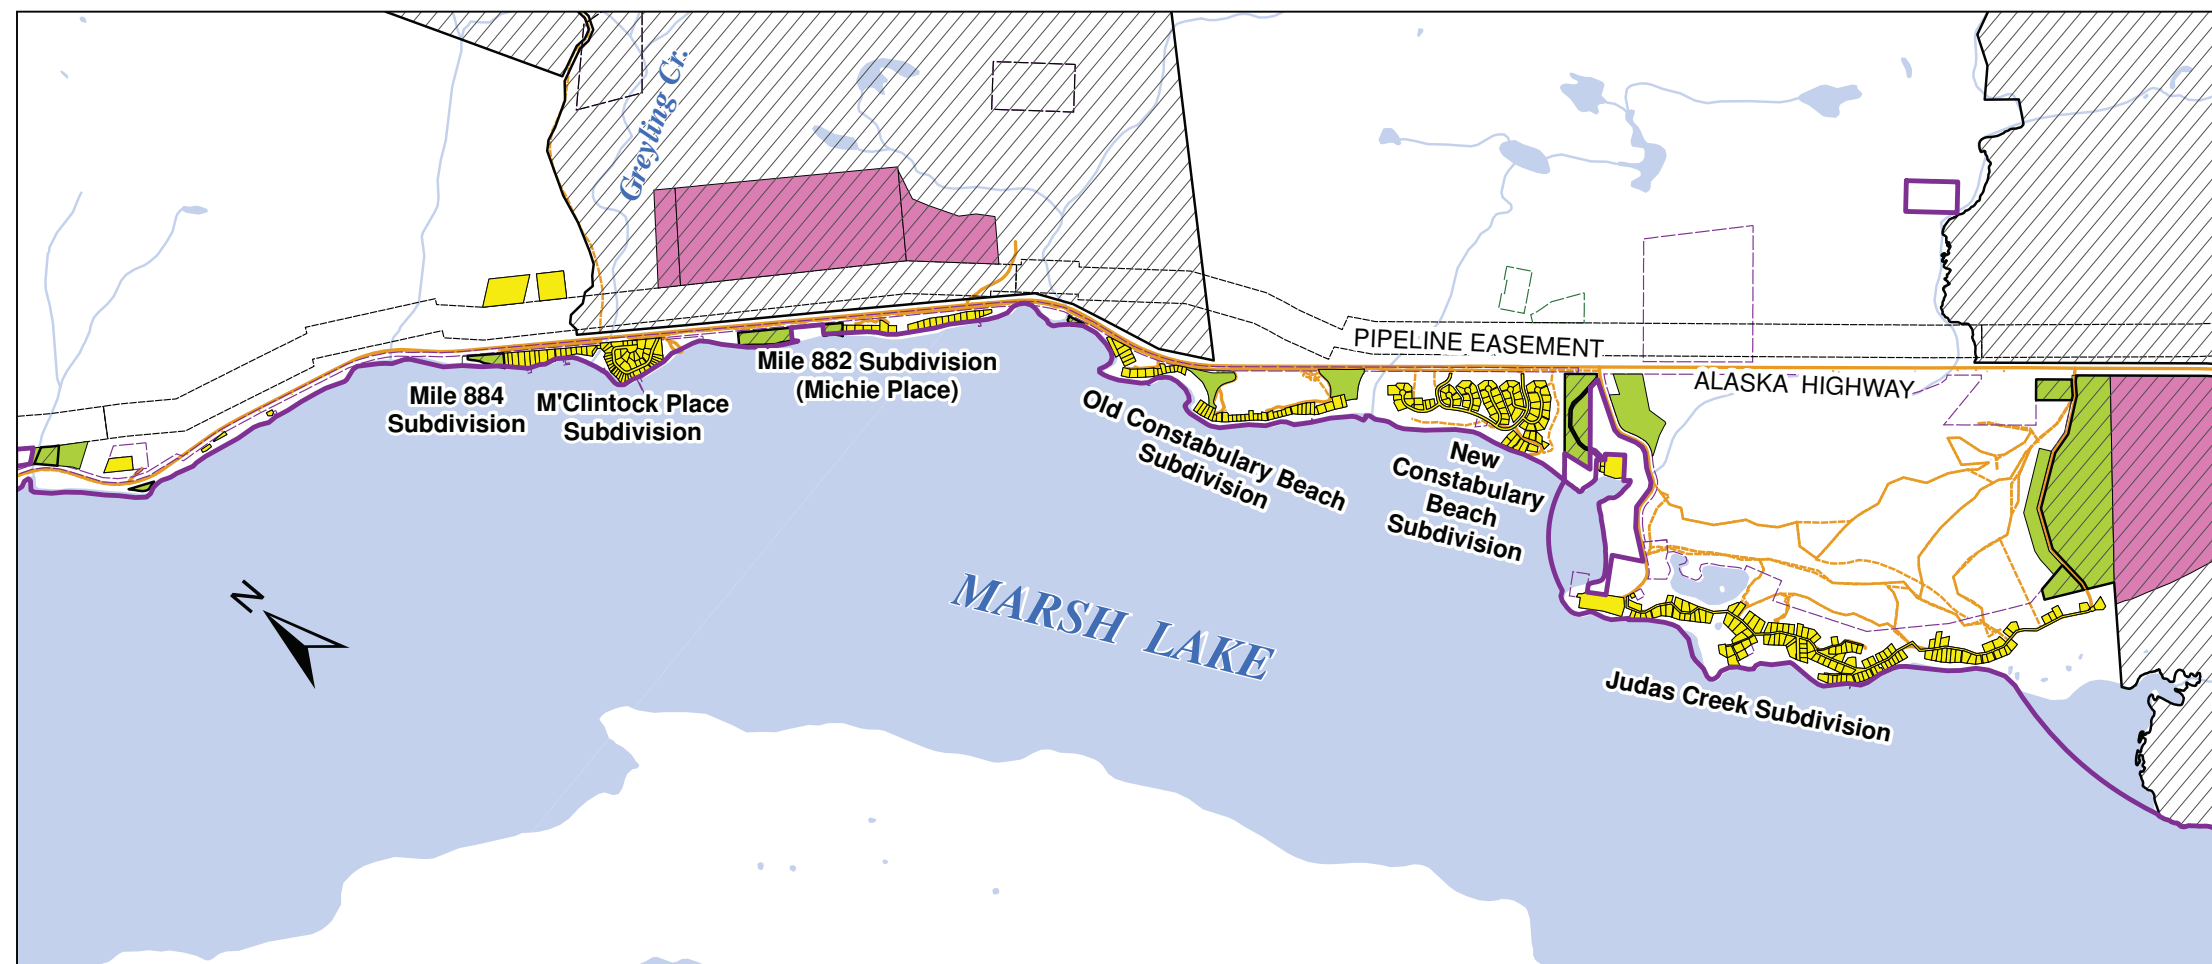 Greyling Cr.
PIPELINE EASEMENT
ALASKA HIGHWAY
Mile 884
Subdivision
M'Clintock Place
Subdivision
Mile 882 Subdivision
(Michie Place)
Old Constabulary Beach
Subdivision
New
Constabulary
Beach
Subdivision
N
MARSH LAKE
Judas Creek Subdivision